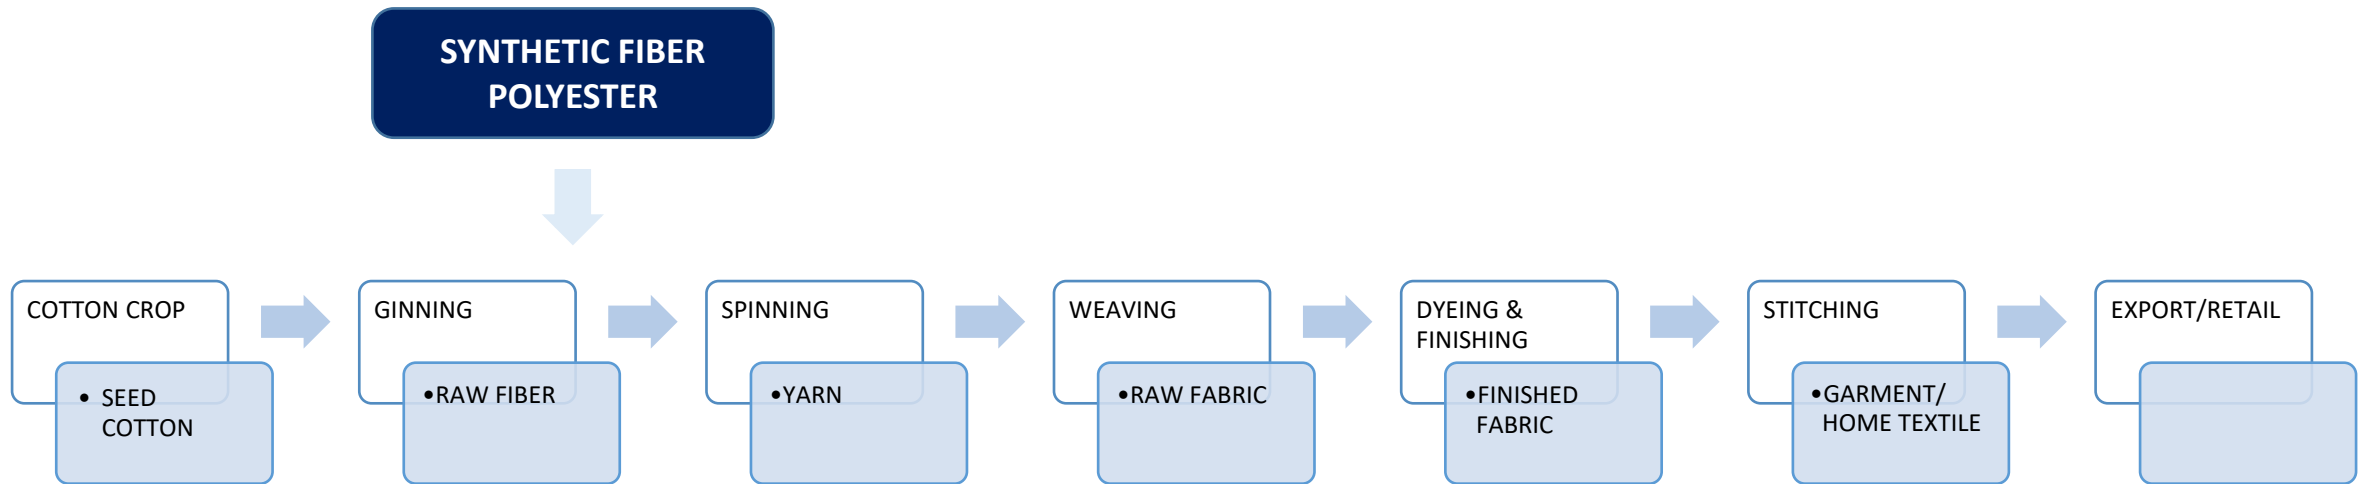 SYNTHETIC FIBER
POLYESTER
COTTON CROP
• SEED
COTTON
GINNING
•RAW FIBER
SPINNING
•YARN
WEAVING
•RAW FABRIC
DYEING &
FINISHING
•FINISHED
FABRIC
STITCHING
•GARMENT/
HOME TEXTILE
EXPORT/RETAIL